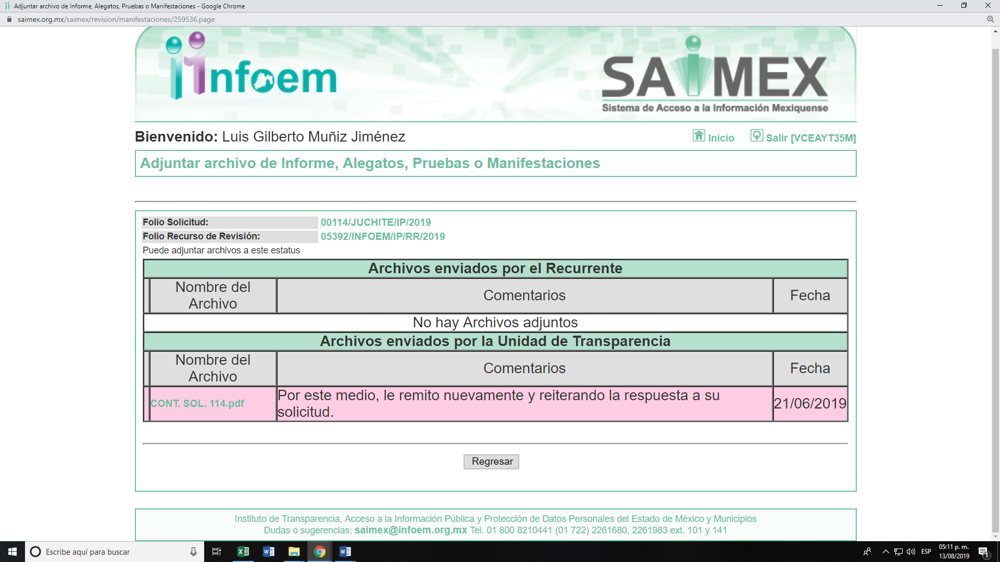 Adjuntar archivo de Informe, Alegatos, Pruebas o Manifestaciones - Google Chrome
saimex.org.mx/saimex/revision/manifestaciones/259536.page
infoem
SAIMEX
Sistema de Acceso a la Información Mexiquense
Bienvenido: Luis Gilberto Muñiz Jiménez
Inicio
Salir [VCEAYT35M]
Adjuntar archivo de Informe, Alegatos, Pruebas o Manifestaciones
Folio Solicitud: 00114/JUCHITE/IP/2019
Folio Recurso de Revisión: 05392/INFOEM/IP/RR/2019
Puede adjuntar archivos a este estatus
Archivos enviados por el Recurrente
Nombre del
Archivo
Comentarios
Fecha
No hay Archivos adjuntos
Archivos enviados por la Unidad de Transparencia
Nombre del
Archivo
Comentarios
Fecha
CONT. SOL. 114.pdf
Por este medio, le remito nuevamente y reiterando la respuesta a su
solicitud.
21/06/2019
Regresar
Instituto de Transparencia, Acceso a la Información Pública y Protección de Datos Personales del Estado de México y Municipios
Dudas o sugerencias: saimex@infoem.org.mx Tel. 01 800 8210441 (01 722) 2261680, 2261983 ext. 101 y 141
Escribe aquí para buscar
ESP
05:11 p. m.
13/08/2019
1